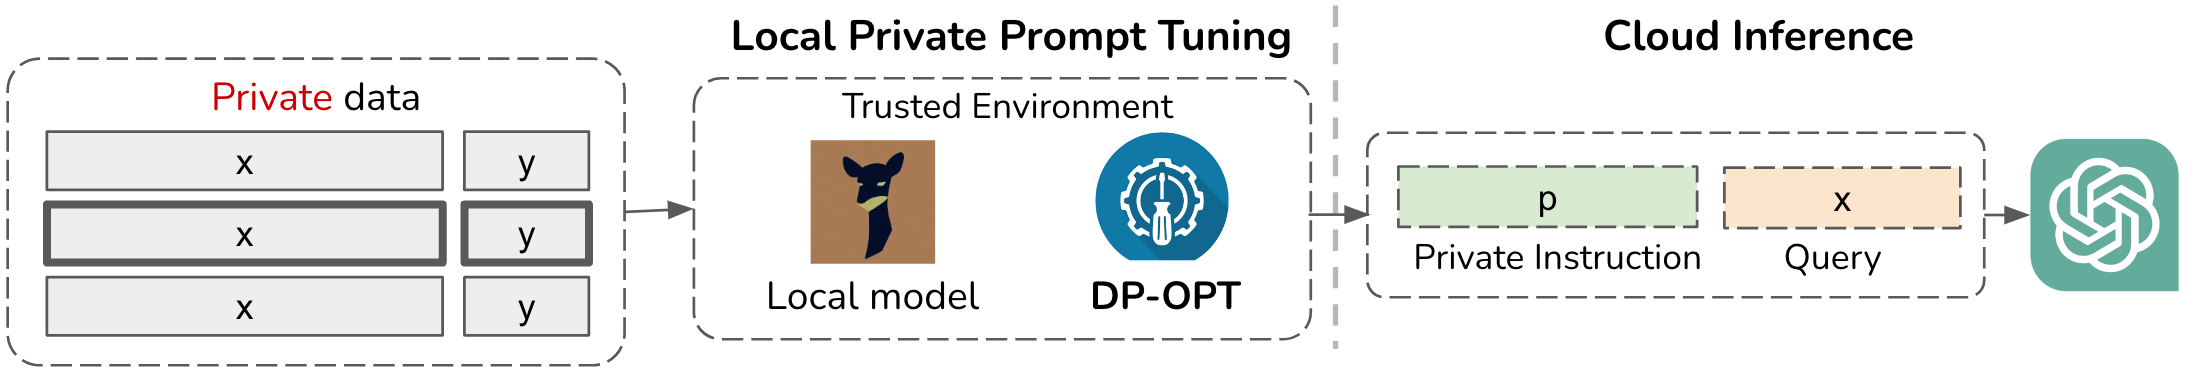 Local Private Prompt Tuning
Cloud Inference
Private data
x y
x y
x y
Trusted Environment
Local model
DP-OPT
p
Private Instruction
x
Query